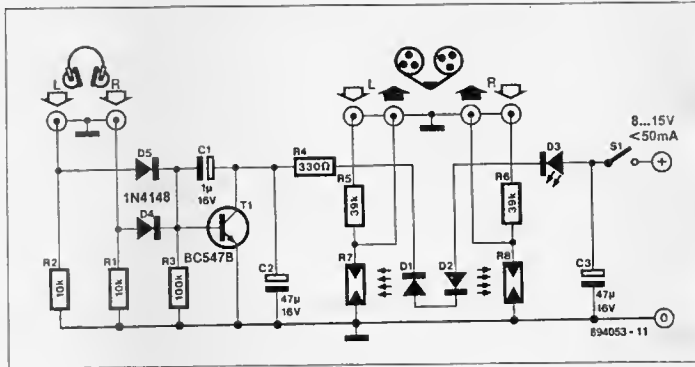 L
R
L
R
8...15V
<50mA
D3
S1
D5
C1
R4
330Ω
1µ
16V
1N4148
D4
T1
BC547B
R5
39k
R6
39k
R2
10k
R1
10k
R3
100k
C2
47µ
16V
R7
D1
D2
R8
C3
47µ
16V
894053-11